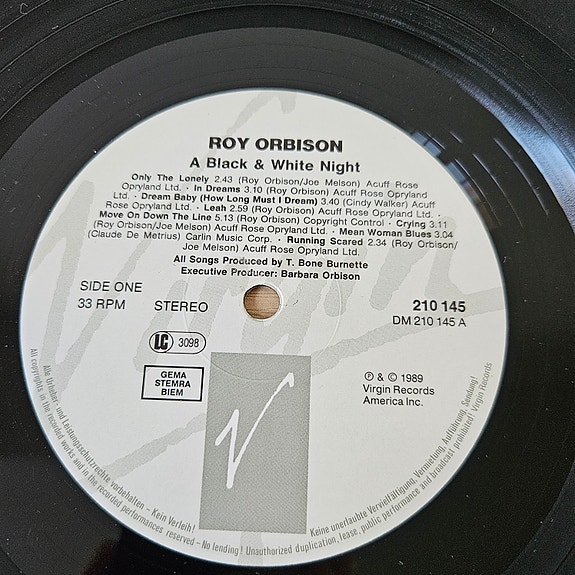 ROY ORBISON
A Black & White Night
Only The Lonely 2.43 (Roy Orbison/Joe Melson) Acuff Rose
Opryland Ltd. · In Dreams 3.10 (Roy Orbison) Acuff Rose Opryland
Ltd. · Dream Baby (How Long Must I Dream) 3.40 (Cindy Walker) Acuff
Rose Opryland Ltd. · Leah 2.59 (Roy Orbison) Acuff Rose Opryland Ltd. ·
Move On Down The Line 5.13 (Roy Orbison) Copyright Control · Crying 3.11
(Roy Orbison/Joe Melson) Acuff Rose Opryland Ltd. · Mean Woman Blues 3.04
(Claude De Metrius) Carlin Music Corp. · Running Scared 2.34 (Roy Orbison/
Joe Melson) Acuff Rose Opryland Ltd.
All Songs Produced by T. Bone Burnette
Executive Producer: Barbara Orbison
SIDE ONE
33 RPM STEREO
210 145
DM 210 145 A
LC 3098
GEMA
STEMRA
BIEM
℗ & © 1989
Virgin Records
America Inc.
Virgin
V
Alle Urheber- und Leistungsschutzrechte vorbehalten – Kein Verleih! Keine unerlaubte Vervielfältigung, Vermietung, Aufführung, Sendung!
All copyrights in the recorded works and in the recorded performances reserved – No lending! Unauthorized duplication, lease, public performance and broadcast prohibited! Virgin Records